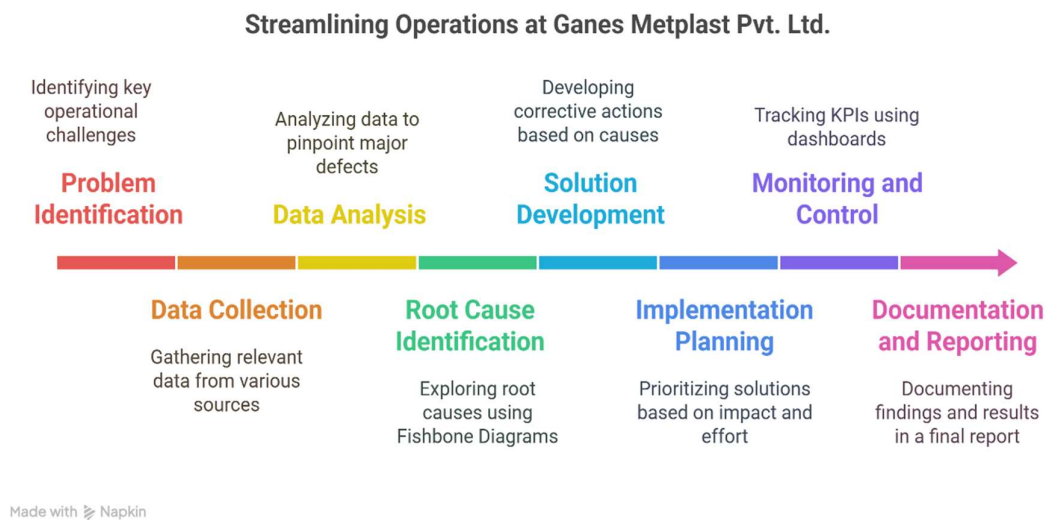 Streamlining Operations at Ganes Metplast Pvt. Ltd.
Identifying key
operational
challenges
Problem
Identification
Analyzing data to
pinpoint major
defects
Data Analysis
Developing
corrective actions
based on causes
Solution
Development
Tracking KPIs using
dashboards
Monitoring and
Control
Data Collection
Gathering relevant
data from various
sources
Root Cause
Identification
Exploring root
causes using
Fishbone Diagrams
Implementation
Planning
Prioritizing solutions
based on impact and
effort
Documentation
and Reporting
Documenting
findings and results
in a final report
Made with Napkin